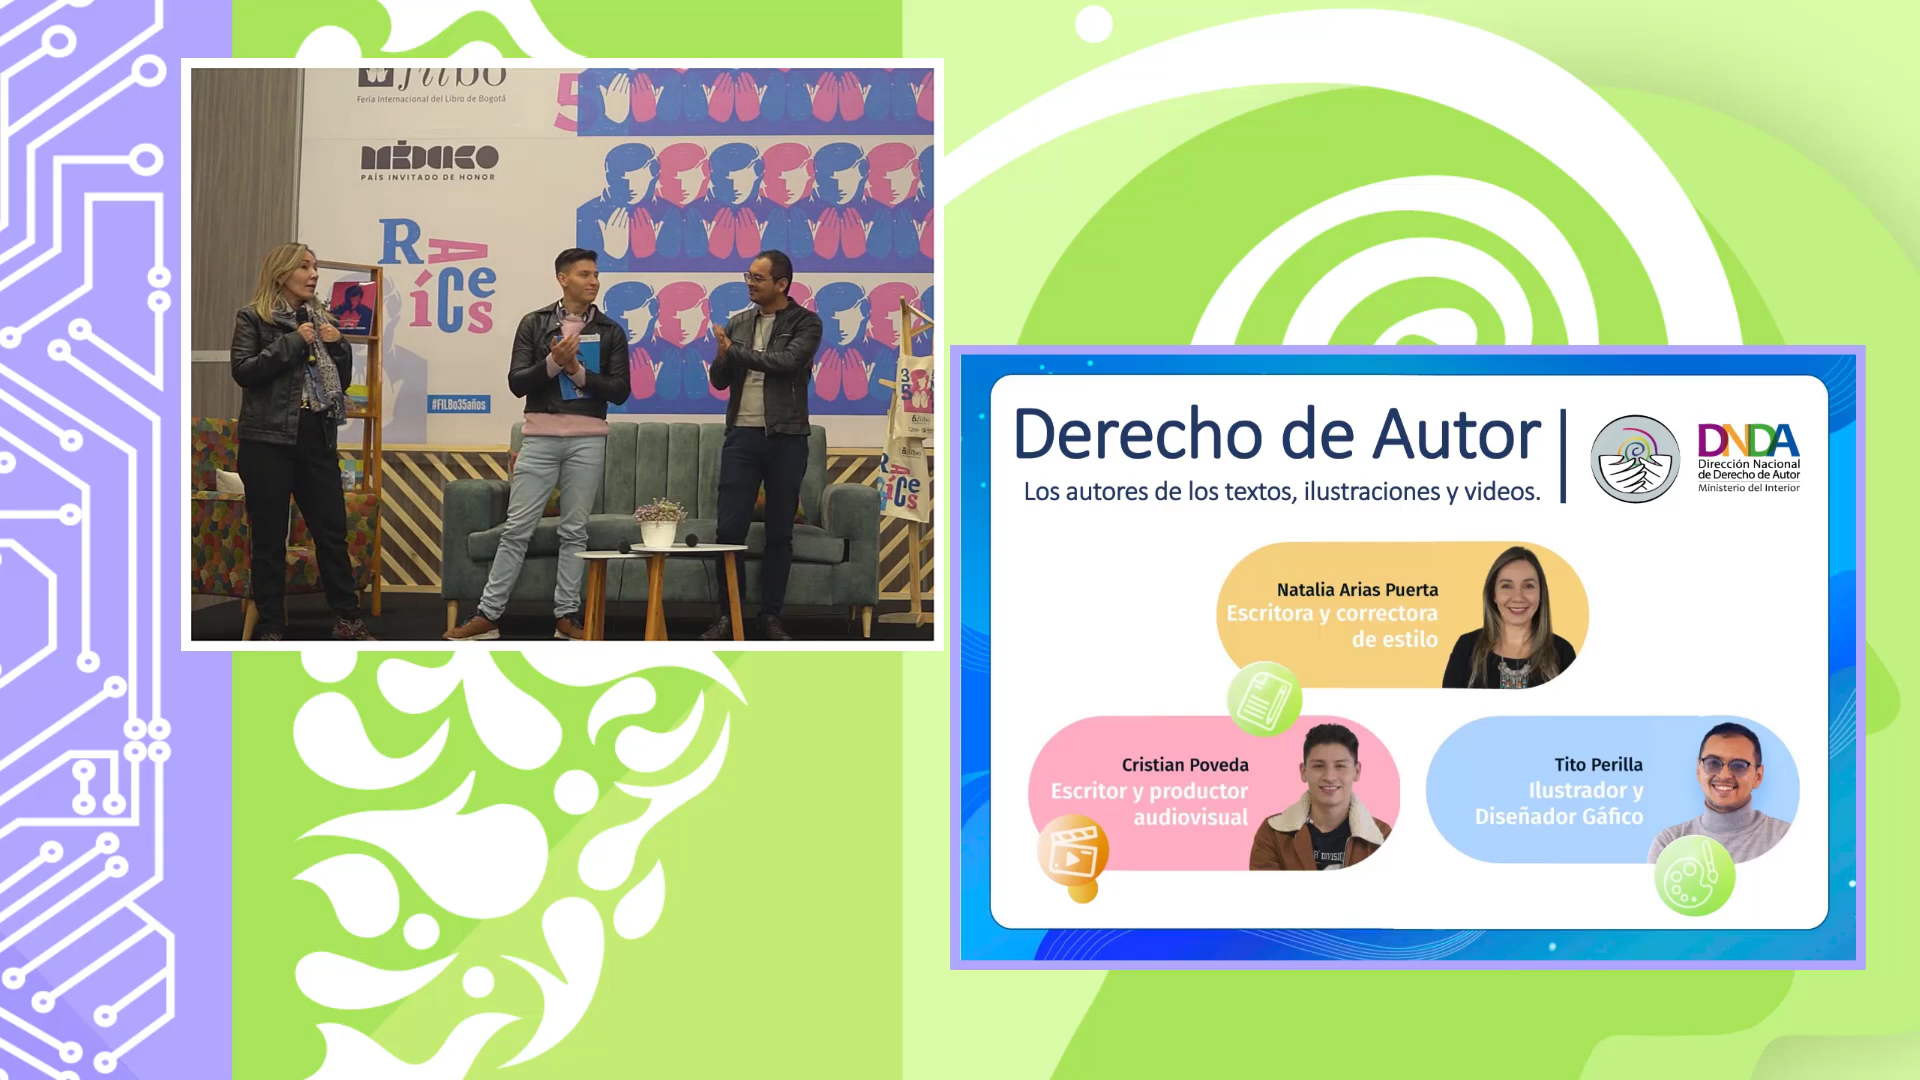 filbo
Feria Internacional del Libro de Bogotá
MÉXICO
PAÍS INVITADO DE HONOR
RAÍCES
#FILBo35años
Derecho de Autor
Los autores de los textos, ilustraciones y videos.
DNDA
Dirección Nacional
de Derecho de Autor
Ministerio del Interior
Natalia Arias Puerta
Escritora y correctora
de estilo
Cristian Poveda
Escritor y productor
audiovisual
Tito Perilla
Ilustrador y
Diseñador Gáfico